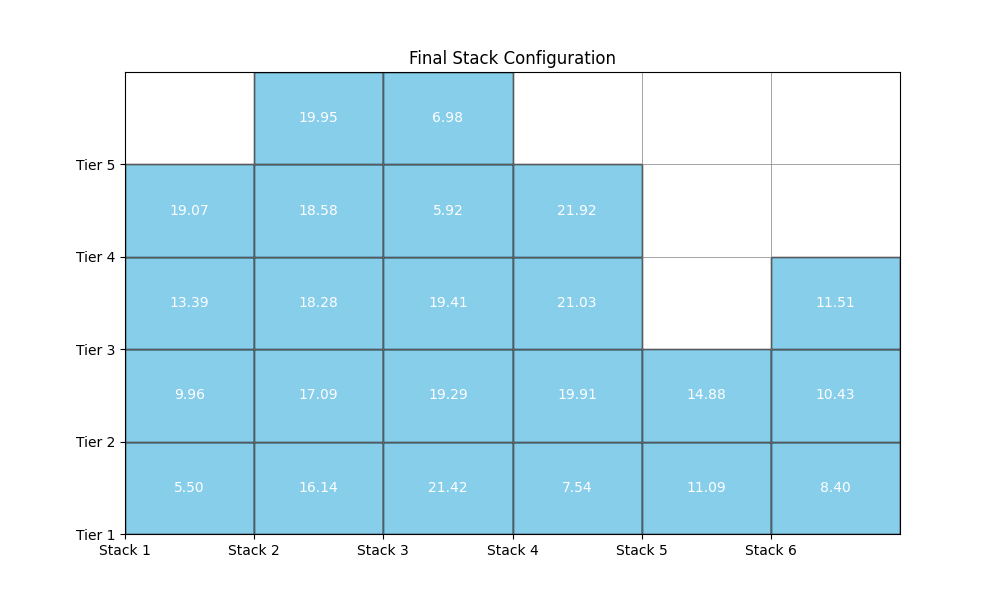 Final Stack Configuration
19.95 6.98
Tier 5
19.07 18.58 5.92 21.92
Tier 4
13.39 18.28 19.41 21.03 11.51
Tier 3
9.96 17.09 19.29 19.91 14.88 10.43
Tier 2
5.50 16.14 21.42 7.54 11.09 8.40
Tier 1
Stack 1 Stack 2 Stack 3 Stack 4 Stack 5 Stack 6